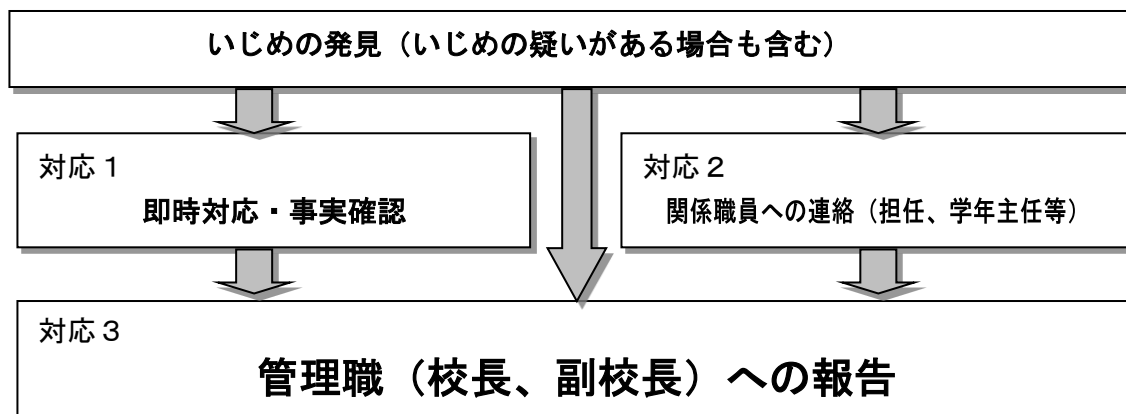 いじめの発見（いじめの疑いがある場合も含む）
対応１
即時対応・事実確認
対応２
関係職員への連絡（担任、学年主任等）
対応３
管理職（校長、副校長）への報告